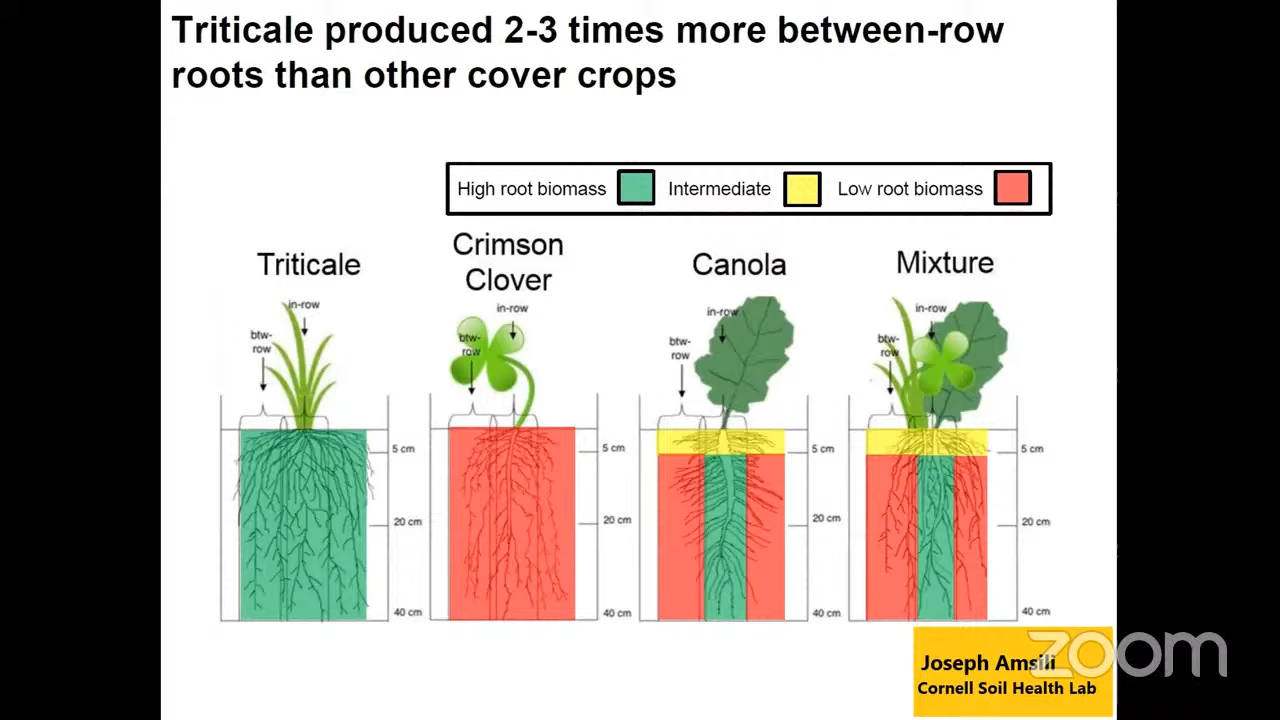 Triticale produced 2-3 times more between-row
roots than other cover crops
High root biomass Intermediate Low root biomass
Triticale
Crimson
Clover
Canola
Mixture
in-row
btw-
row
5 cm
20 cm
40 cm
in-row
btw-
row
5 cm
20 cm
40 cm
in-row
btw-
row
5 cm
20 cm
40 cm
in-row
btw-
row
5 cm
20 cm
40 cm
Joseph Amsili
Cornell Soil Health Lab
zoom